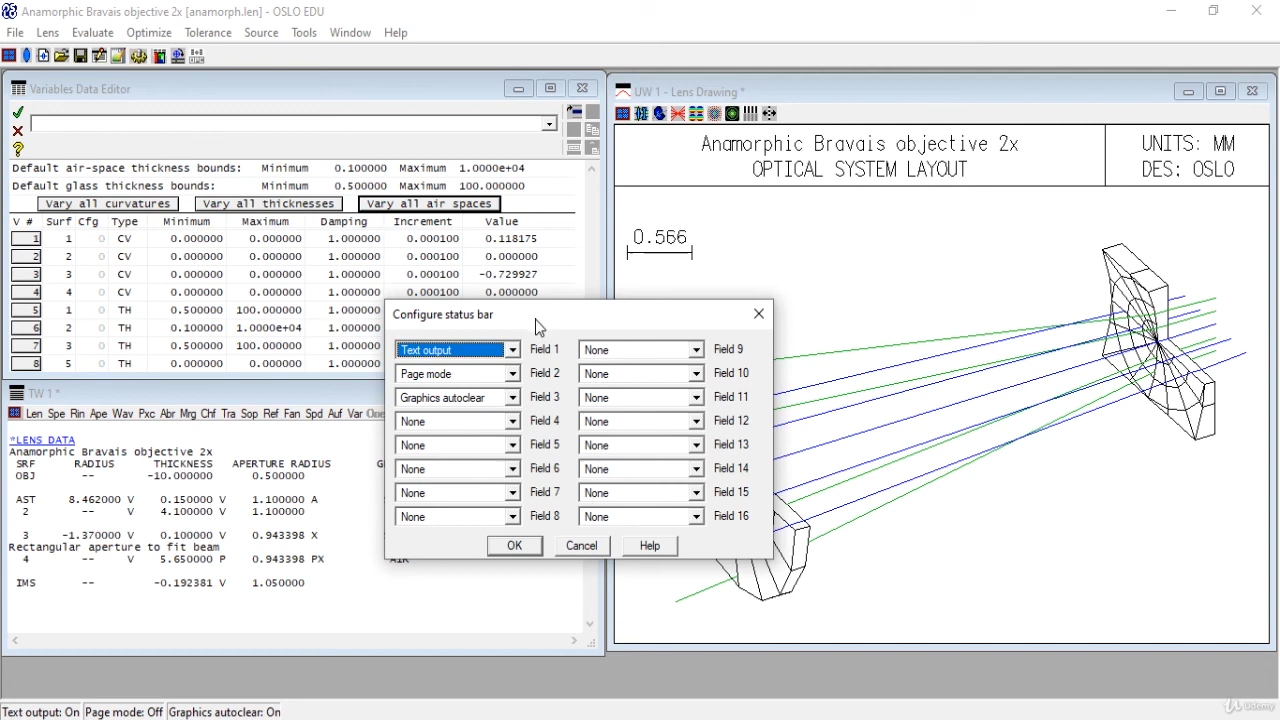 Anamorphic Bravais objective 2x [anamorph.len] - OSLO EDU
File Lens Evaluate Optimize Tolerance Source Tools Window Help
Variables Data Editor
Default air-space thickness bounds: Minimum 0.100000 Maximum 1.0000e+04
Default glass thickness bounds: Minimum 0.500000 Maximum 100.000000
Vary all curvatures Vary all thicknesses Vary all air spaces
V # Surf Cfg Type Minimum Maximum Damping Increment Value
1 1 0 CV 0.000000 0.000000 1.000000 0.000100 0.118175
2 2 0 CV 0.000000 0.000000 1.000000 0.000100 0.000000
3 3 0 CV 0.000000 0.000000 1.000000 0.000100 -0.729927
4 4 0 CV 0.000000 0.000000 1.000000 0.000100 0.000000
5 1 0 TH 0.500000 100.000000 1.000000
6 2 0 TH 0.100000 1.0000e+04 1.000000
7 3 0 TH 0.500000 100.000000 1.000000
8 5 0 TH 0.000000 0.000000 1.000000
UW 1 - Lens Drawing *
Anamorphic Bravais objective 2x
OPTICAL SYSTEM LAYOUT
UNITS: MM
DES: OSLO
0.566
Configure status bar
Text output Field 1 None Field 9
Page mode Field 2 None Field 10
Graphics autoclear Field 3 None Field 11
None Field 4 None Field 12
None Field 5 None Field 13
None Field 6 None Field 14
None Field 7 None Field 15
None Field 8 None Field 16
OK Cancel Help
TW 1 *
Len Spe Rin Ape Wav Pxc Abr Mrg Chf Tra Sop Ref Fan Spd Auf Var One
*LENS DATA
Anamorphic Bravais objective 2x
SRF RADIUS THICKNESS APERTURE RADIUS
OBJ -- -10.000000 0.500000
AST 8.462000 V 0.150000 V 1.100000 A
2 -- V 4.100000 V 1.100000
3 -1.370000 V 0.100000 V 0.943398 X
Rectangular aperture to fit beam
4 -- V 5.650000 P 0.943398 PX AIR
IMS -- -0.192381 V 1.050000
Text output: On Page mode: Off Graphics autoclear: On
Udemy